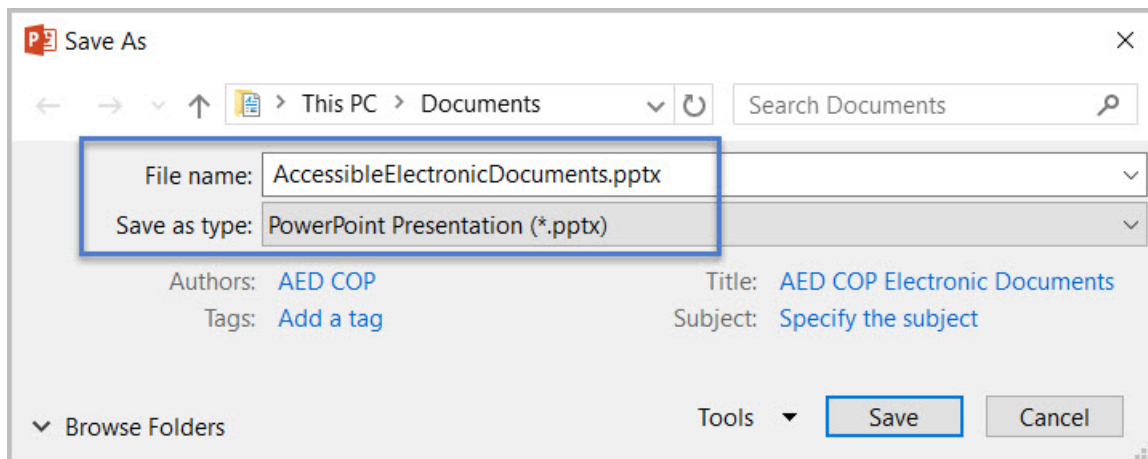 Save As
This PC > Documents
Search Documents
File name: AccessibleElectronicDocuments.pptx
Save as type: PowerPoint Presentation (*.pptx)
Authors: AED COP Title: AED COP Electronic Documents
Tags: Add a tag Subject: Specify the subject
Browse Folders Tools Save Cancel